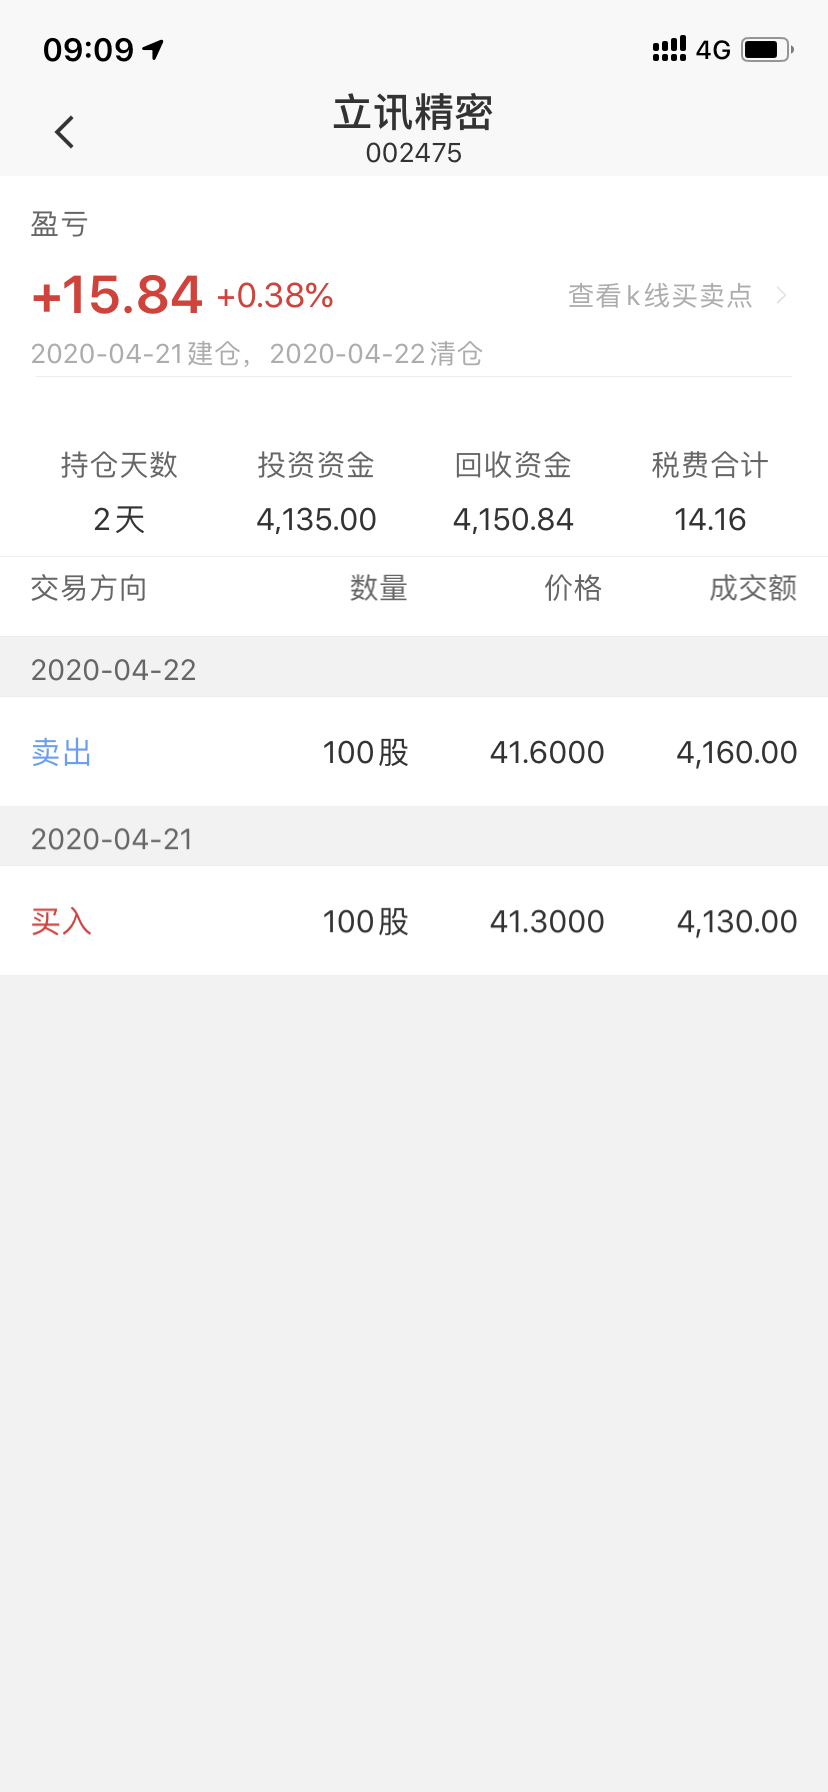 09:09 4G
立讯精密
002475
盈亏
+15.84 +0.38% 查看k线买卖点
2020-04-21建仓，2020-04-22清仓
持仓天数 投资资金 回收资金 税费合计
2天 4,135.00 4,150.84 14.16
交易方向 数量 价格 成交额
2020-04-22
卖出 100股 41.6000 4,160.00
2020-04-21
买入 100股 41.3000 4,130.00